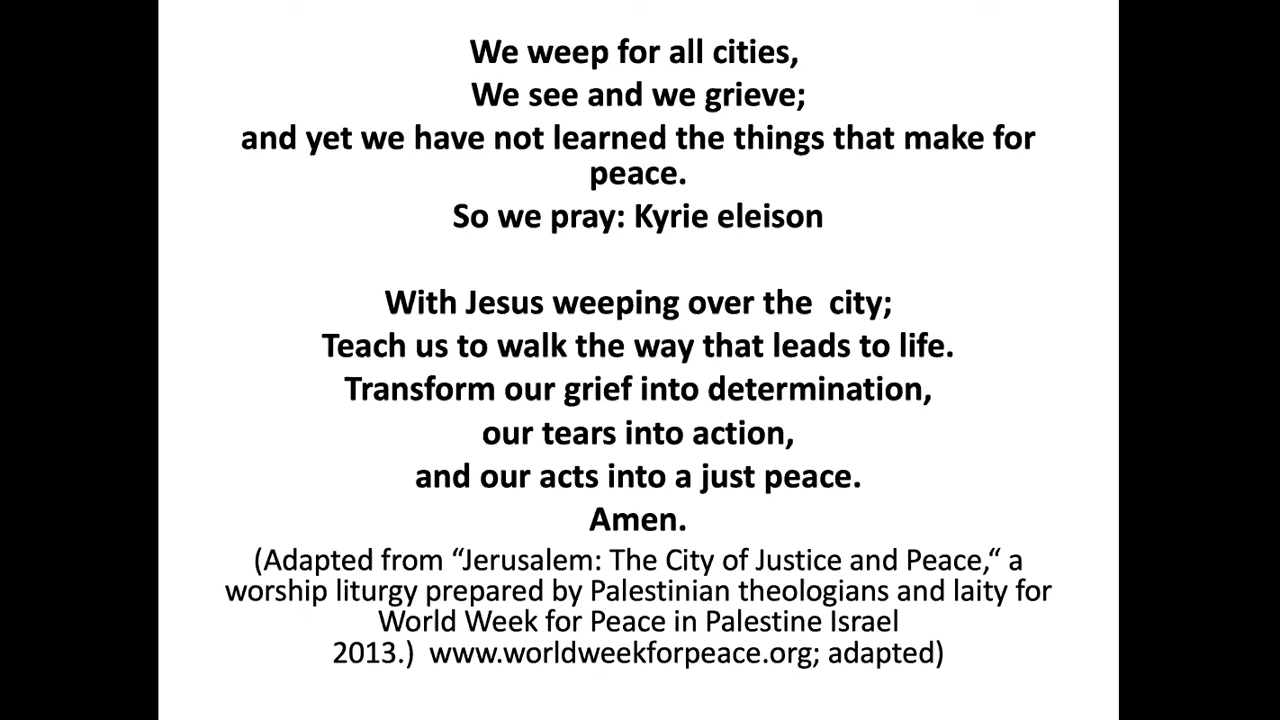 We weep for all cities,
We see and we grieve;
and yet we have not learned the things that make for
peace.
So we pray: Kyrie eleison
With Jesus weeping over the  city;
Teach us to walk the way that leads to life.
Transform our grief into determination,
our tears into action,
and our acts into a just peace.
Amen.
(Adapted from “Jerusalem: The City of Justice and Peace,“ a
worship liturgy prepared by Palestinian theologians and laity for
World Week for Peace in Palestine Israel
2013.)  www.worldweekforpeace.org; adapted)